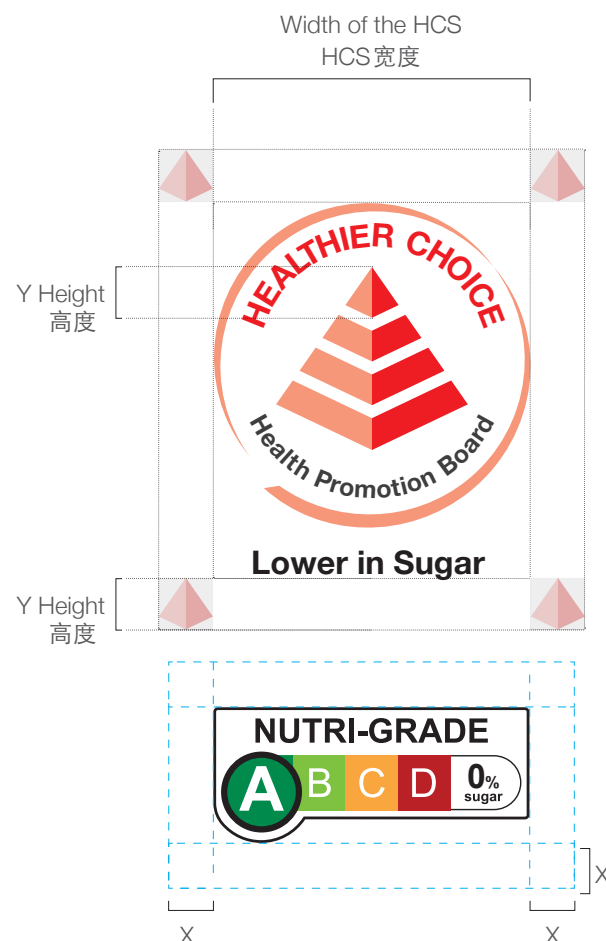 Width of the HCS
HCS宽度
HEALTHIER CHOICE
Y Height
高度
Health Promotion Board
Lower in Sugar
Y Height
高度
NUTRI-GRADE
A B C D 0% sugar
X
X X